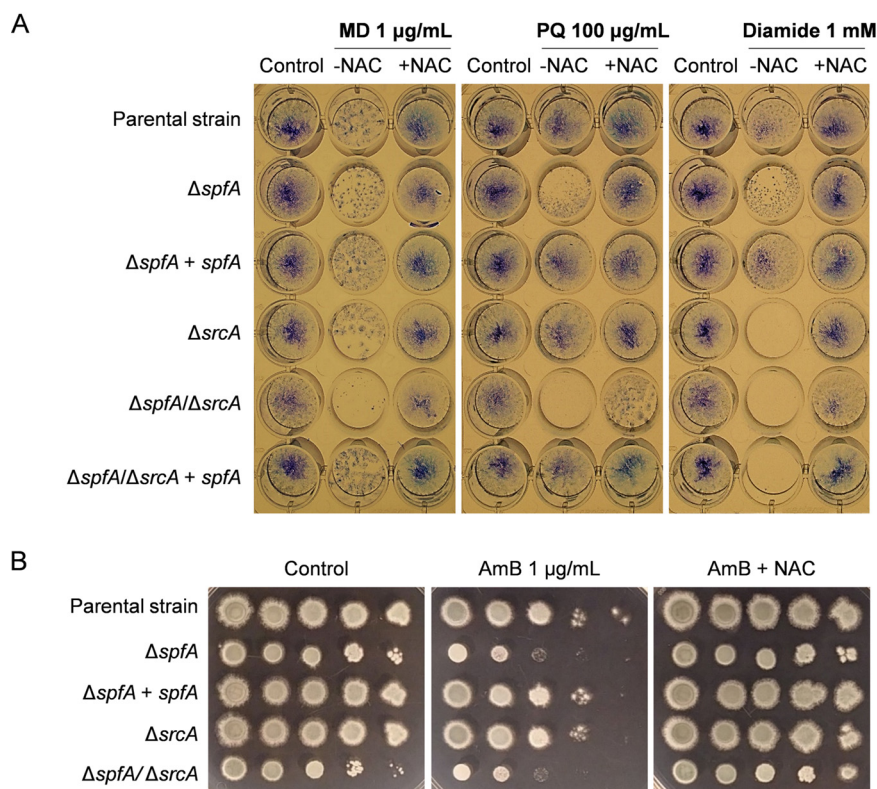 A
MD 1 µg/mL PQ 100 µg/mL Diamide 1 mM
Control -NAC +NAC Control -NAC +NAC Control -NAC +NAC
Parental strain
ΔspfA
ΔspfA + spfA
ΔsrcA
ΔspfA/ΔsrcA
ΔspfA/ΔsrcA + spfA
B
Control AmB 1 µg/mL AmB + NAC
Parental strain
ΔspfA
ΔspfA + spfA
ΔsrcA
ΔspfA/ΔsrcA